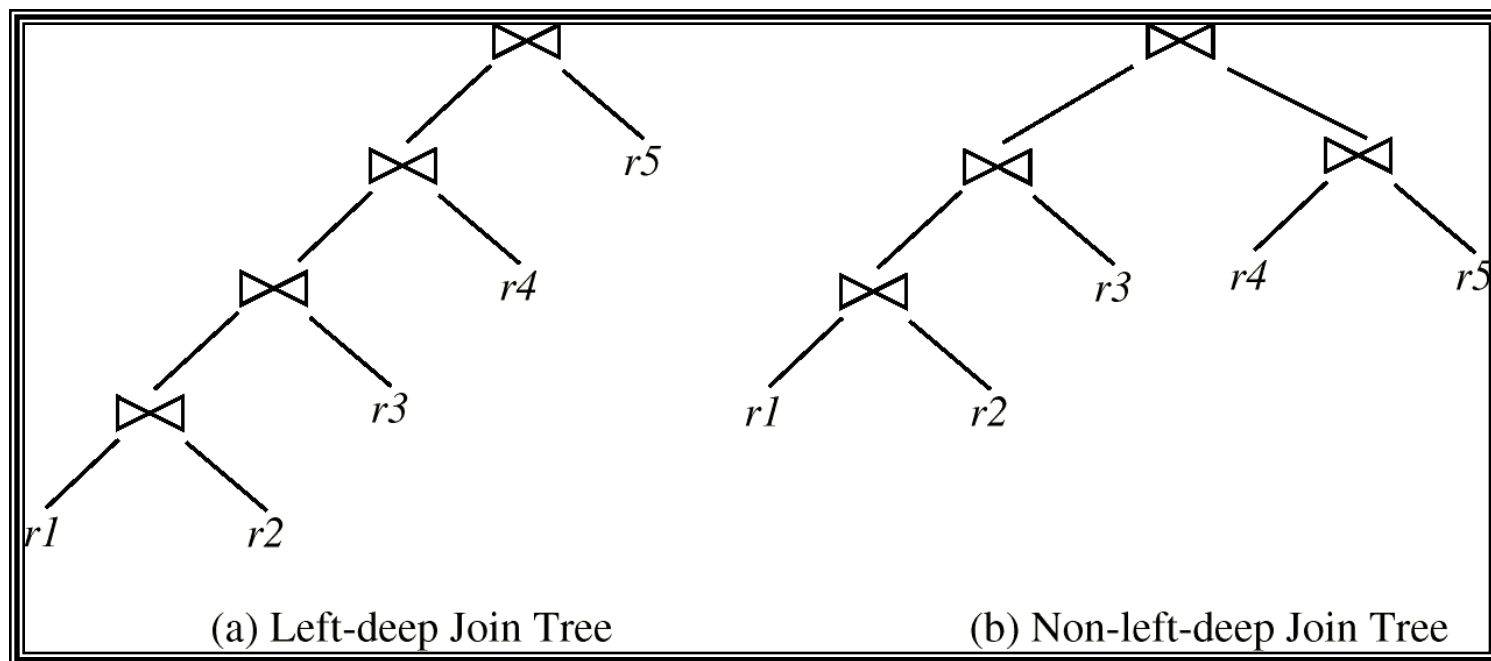 r5
r4
r3
r1 r2
(a) Left-deep Join Tree
r4 r5
r3
r1 r2
(b) Non-left-deep Join Tree